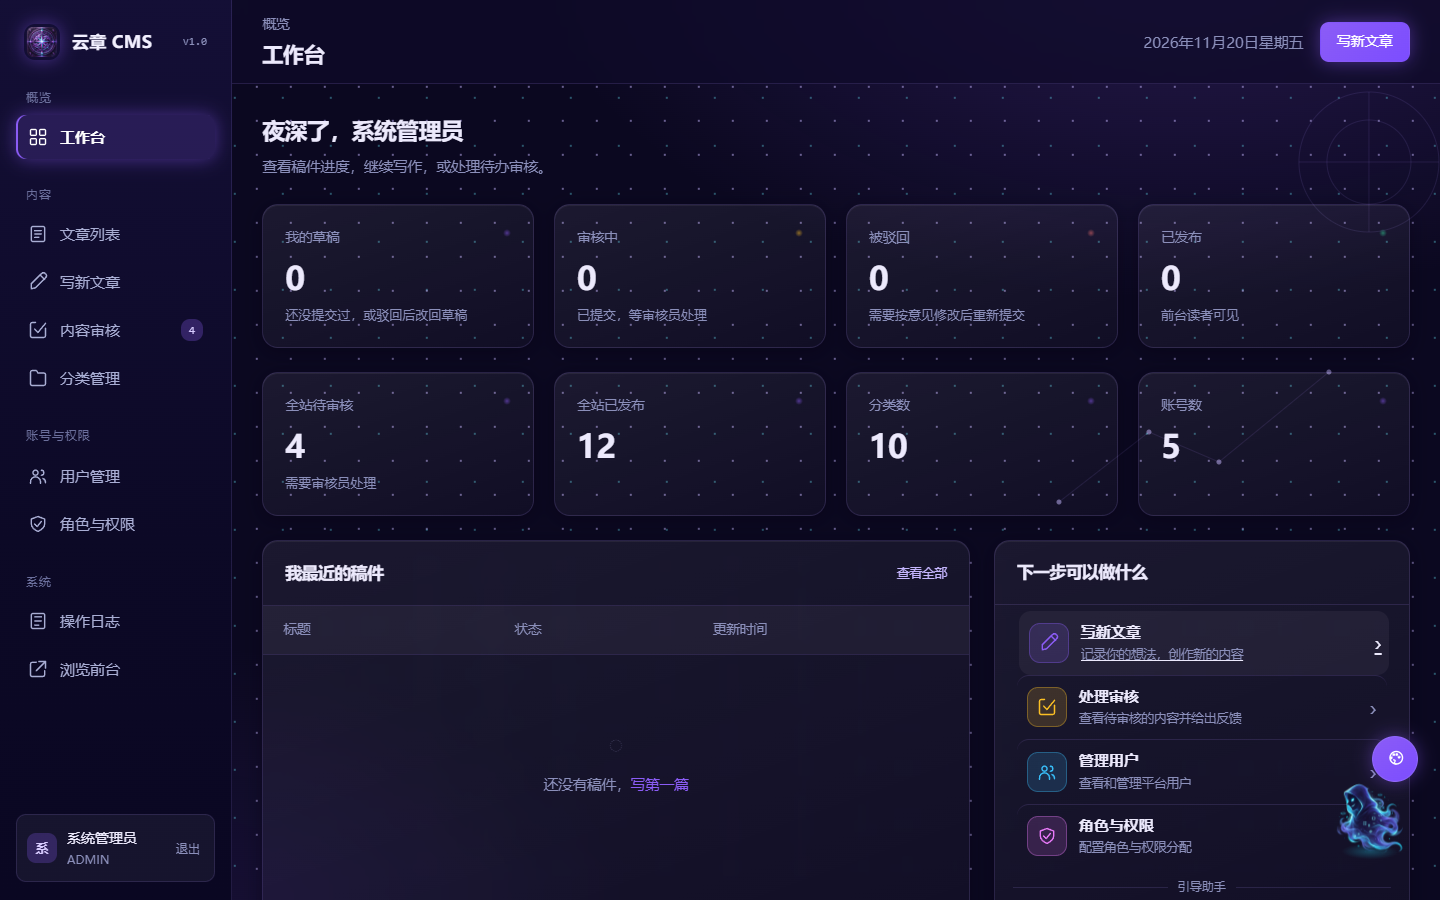 云章 CMS
v1.0
概览
工作台
内容
文章列表
写新文章
内容审核
4
分类管理
账号与权限
用户管理
角色与权限
系统
操作日志
浏览前台
系
系统管理员
ADMIN
退出
概览
工作台
2026年11月20日星期五
写新文章
夜深了，系统管理员
查看稿件进度，继续写作，或处理待办审核。
我的草稿
0
还没提交过，或驳回后改回草稿
审核中
0
已提交，等审核员处理
被驳回
0
需要按意见修改后重新提交
已发布
0
前台读者可见
全站待审核
4
需要审核员处理
全站已发布
12
分类数
10
账号数
5
我最近的稿件
查看全部
标题 状态 更新时间
还没有稿件，写第一篇
下一步可以做什么
写新文章
记录你的想法，创作新的内容
处理审核
查看待审核的内容并给出反馈
管理用户
查看和管理平台用户
角色与权限
配置角色与权限分配
引导助手